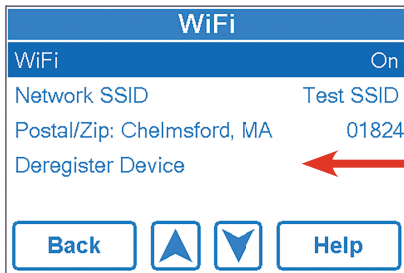 WiFi
WiFi On
Network SSID Test SSID
Postal/Zip: Chelmsford, MA 01824
Deregister Device
Back Help